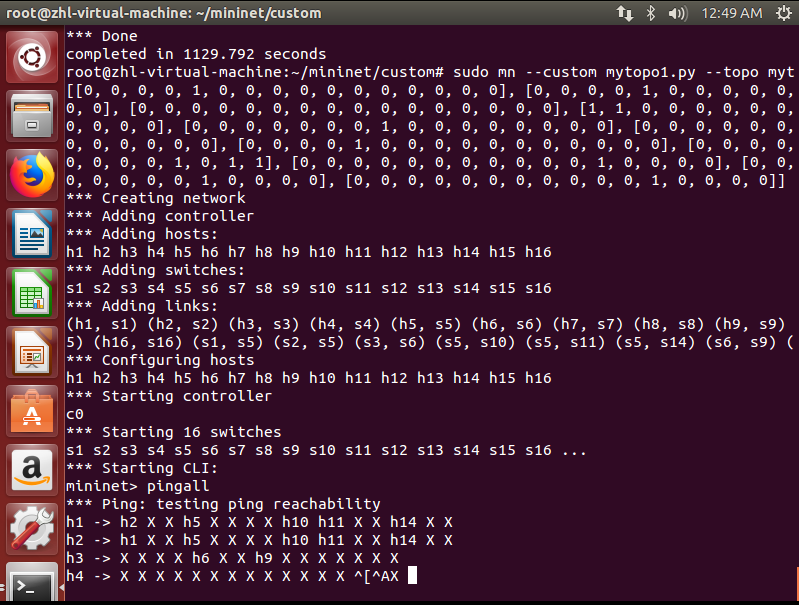 root@zhl-virtual-machine: ~/mininet/custom 12:49 AM
*** Done
completed in 1129.792 seconds
root@zhl-virtual-machine:~/mininet/custom# sudo mn --custom mytopo1.py --topo myt
[[0, 0, 0, 0, 1, 0, 0, 0, 0, 0, 0, 0, 0, 0, 0, 0], [0, 0, 0, 0, 1, 0, 0, 0, 0, 0,
0, 0], [0, 0, 0, 0, 0, 0, 0, 0, 0, 0, 0, 0, 0, 0, 0, 0], [1, 1, 0, 0, 0, 0, 0,
0, 0, 0, 0], [0, 0, 0, 0, 0, 0, 0, 1, 0, 0, 0, 0, 0, 0, 0, 0], [0, 0, 0, 0, 0,
0, 0, 0, 0, 0, 0], [0, 0, 0, 0, 1, 0, 0, 0, 0, 0, 0, 0, 0, 0, 0, 0], [0, 0, 0, 0,
0, 0, 0, 0, 1, 0, 1, 1], [0, 0, 0, 0, 0, 0, 0, 0, 0, 0, 0, 1, 0, 0, 0, 0], [0, 0,
0, 0, 0, 0, 0, 1, 0, 0, 0, 0], [0, 0, 0, 0, 0, 0, 0, 0, 0, 0, 0, 1, 0, 0, 0, 0]]
*** Creating network
*** Adding controller
*** Adding hosts:
h1 h2 h3 h4 h5 h6 h7 h8 h9 h10 h11 h12 h13 h14 h15 h16
*** Adding switches:
s1 s2 s3 s4 s5 s6 s7 s8 s9 s10 s11 s12 s13 s14 s15 s16
*** Adding links:
(h1, s1) (h2, s2) (h3, s3) (h4, s4) (h5, s5) (h6, s6) (h7, s7) (h8, s8) (h9, s9)
5) (h16, s16) (s1, s5) (s2, s5) (s3, s6) (s5, s10) (s5, s11) (s5, s14) (s6, s9) (
*** Configuring hosts
h1 h2 h3 h4 h5 h6 h7 h8 h9 h10 h11 h12 h13 h14 h15 h16
*** Starting controller
c0
*** Starting 16 switches
s1 s2 s3 s4 s5 s6 s7 s8 s9 s10 s11 s12 s13 s14 s15 s16 ...
*** Starting CLI:
mininet> pingall
*** Ping: testing ping reachability
h1 -> h2 X X h5 X X X X h10 h11 X X h14 X X
h2 -> h1 X X h5 X X X X h10 h11 X X h14 X X
h3 -> X X X X h6 X X h9 X X X X X X X
h4 -> X X X X X X X X X X X X X ^[^AX